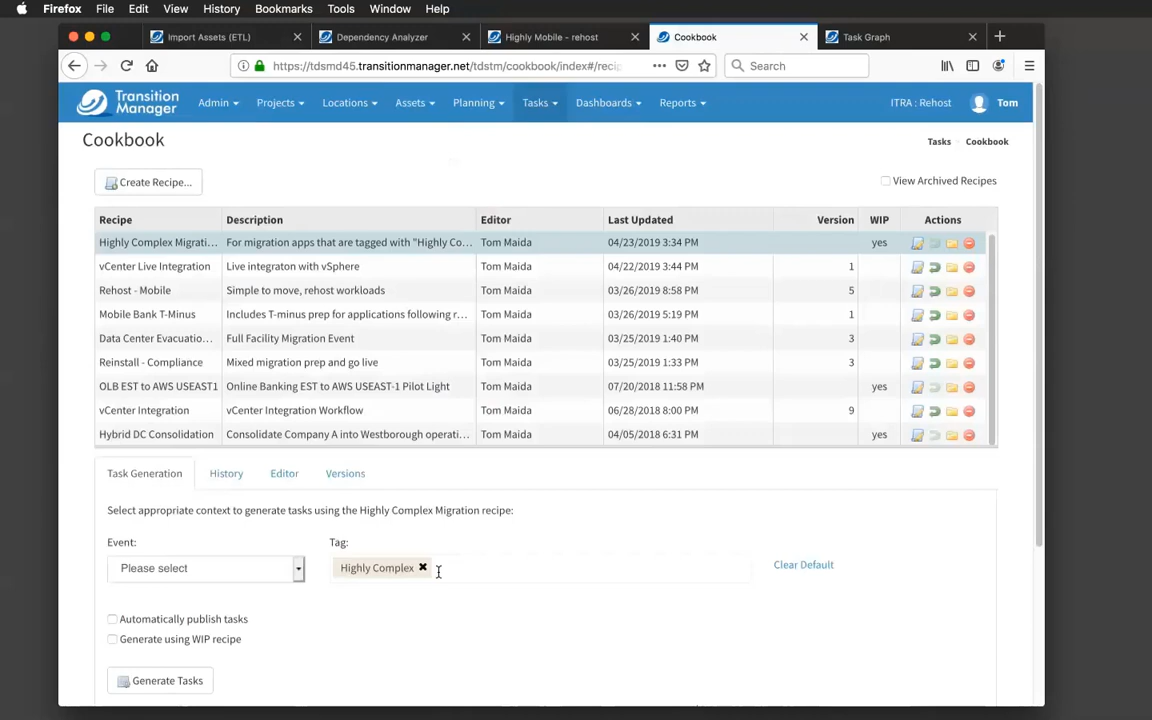 Firefox File Edit View History Bookmarks Tools Window Help
Import Assets (ETL) Dependency Analyzer Highly Mobile - rehost Cookbook Task Graph
https://tdsmd45.transitionmanager.net/tdstm/cookbook/index#/recip Search
Transition Manager Admin Projects Locations Assets Planning Tasks Dashboards Reports ITRA : Rehost Tom
Cookbook Tasks Cookbook
Create Recipe... View Archived Recipes
Recipe Description Editor Last Updated Version WIP Actions
Highly Complex Migrati... For migration apps that are tagged with "Highly Co... Tom Maida 04/23/2019 3:34 PM yes
vCenter Live Integration Live integraton with vSphere Tom Maida 04/22/2019 3:44 PM 1
Rehost - Mobile Simple to move, rehost workloads Tom Maida 03/26/2019 8:58 PM 5
Mobile Bank T-Minus Includes T-minus prep for applications following r... Tom Maida 03/26/2019 5:19 PM 1
Data Center Evacuatio... Full Facility Migration Event Tom Maida 03/25/2019 1:40 PM 3
Reinstall - Compliance Mixed migration prep and go live Tom Maida 03/25/2019 1:33 PM 3
OLB EST to AWS USEAST1 Online Banking EST to AWS USEAST-1 Pilot Light Tom Maida 07/20/2018 11:58 PM yes
vCenter Integration vCenter Integration Workflow Tom Maida 06/28/2018 8:00 PM 9
Hybrid DC Consolidation Consolidate Company A into Westborough operati... Tom Maida 04/05/2018 6:31 PM yes
Task Generation History Editor Versions
Select appropriate context to generate tasks using the Highly Complex Migration recipe:
Event: Tag:
Please select Highly Complex Clear Default
Automatically publish tasks
Generate using WIP recipe
Generate Tasks